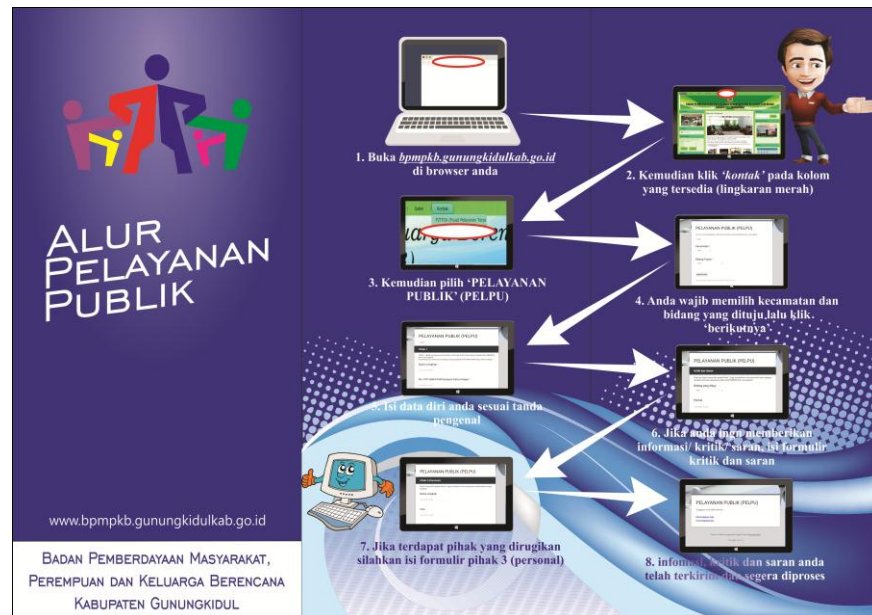 ALUR
PELAYANAN
PUBLIK
www.bpmpkb.gunungkidulkab.go.id
BADAN PEMBERDAYAAN MASYARAKAT,
PEREMPUAN DAN KELUARGA BERENCANA
KABUPATEN GUNUNGKIDUL
1. Buka bpmpkb.gunungkidulkab.go.id
di browser anda
2. Kemudian klik ‘kontak’ pada kolom
yang tersedia (lingkaran merah)
Kontak
3. Kemudian pilih ‘PELAYANAN
PUBLIK’ (PELPU)
PELAYANAN PUBLIK (PELPU)
4. Anda wajib memilih kecamatan dan
bidang yang dituju lalu klik
‘berikutnya’
PELAYANAN PUBLIK (PELPU)
5. Isi data diri anda sesuai tanda
pengenal
PELAYANAN PUBLIK (PELPU)
6. Jika anda ingn memberikan
informasi/ kritik/ saran, isi formulir
kritik dan saran
PELAYANAN PUBLIK (PELPU)
7. Jika terdapat pihak yang dirugikan
silahkan isi formulir pihak 3 (personal)
PELAYANAN PUBLIK (PELPU)
8. infomasi, kritik dan saran anda
telah terkirim dan segera diproses